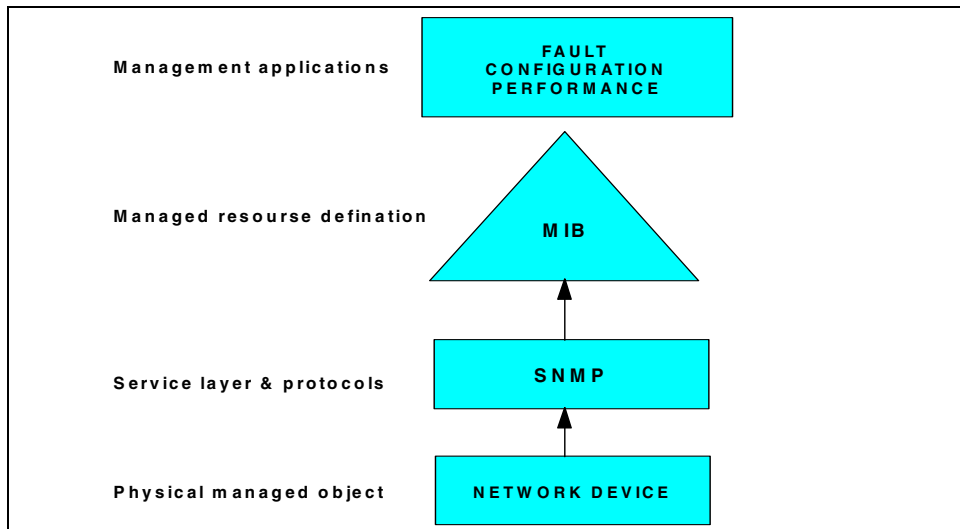 Management applications
FAULT
CONFIGURATION
PERFORMANCE
Managed resourse defination
MIB
Service layer & protocols
SNMP
Physical managed object
NETWORK DEVICE